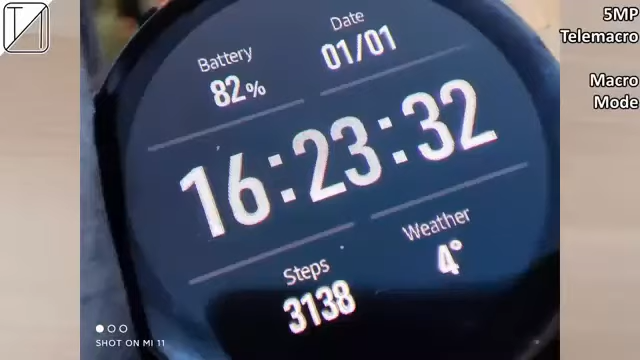 5MP
Telemacro
Macro
Mode
Battery
82%
Date
01/01
16:23:32
Steps
3138
Weather
4°
SHOT ON MI 11